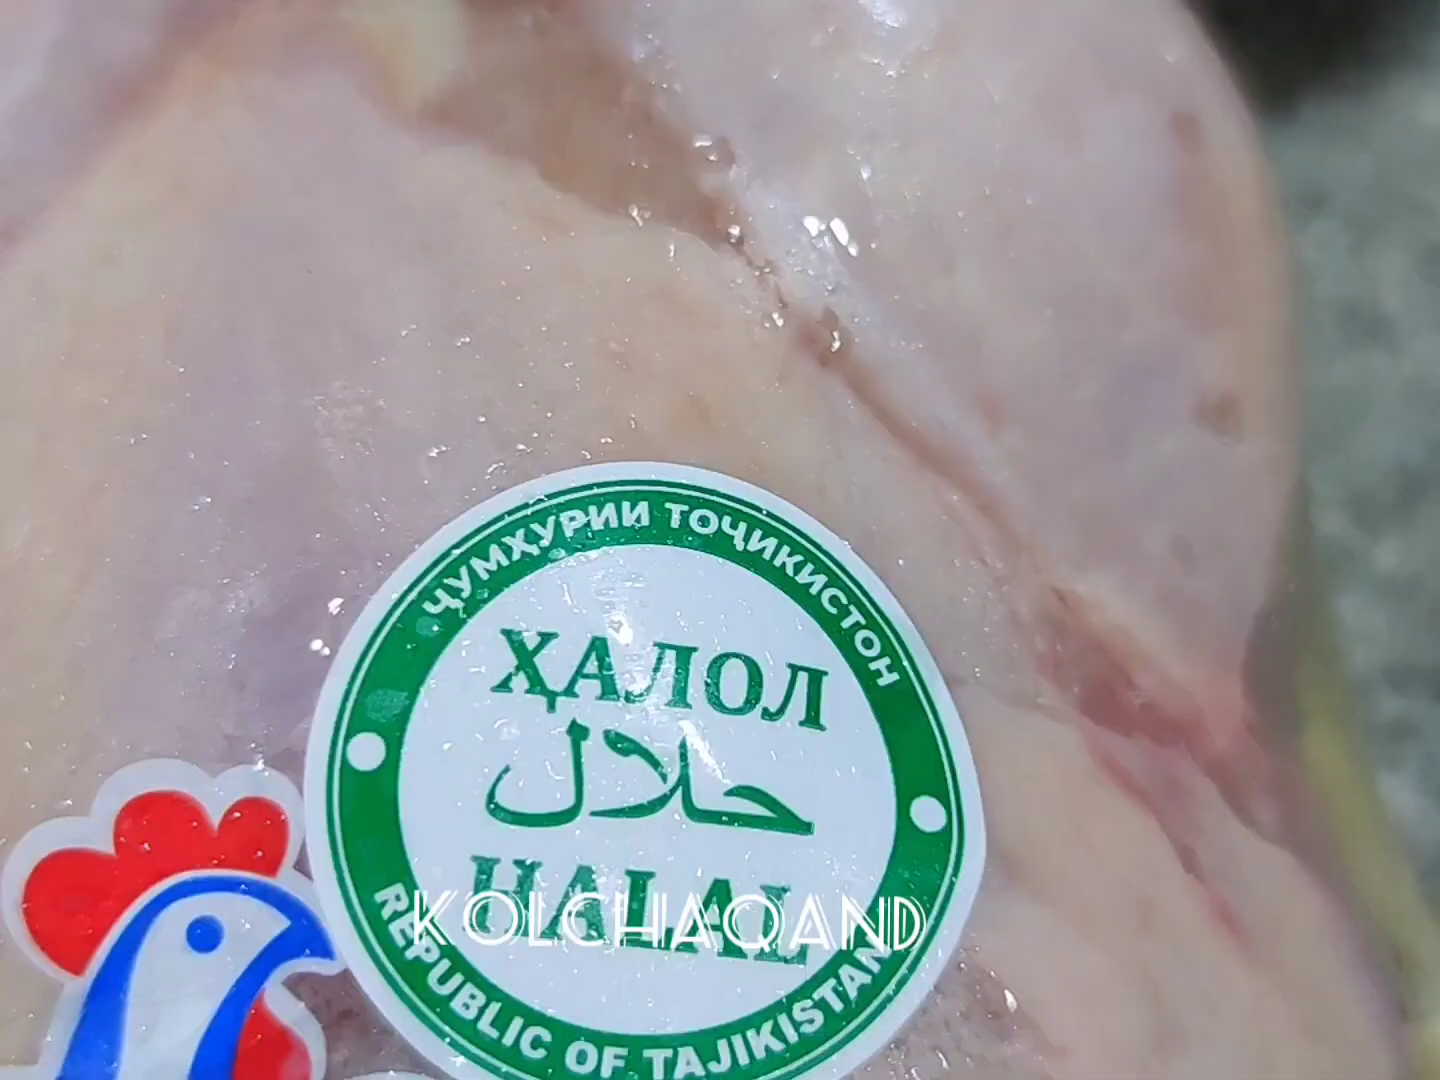 ҶУМҲУРИИ ТОҶИКИСТОН
ҲАЛОЛ
حلال
HALAL
KOLCHAQAND
REPUBLIC OF TAJIKISTAN